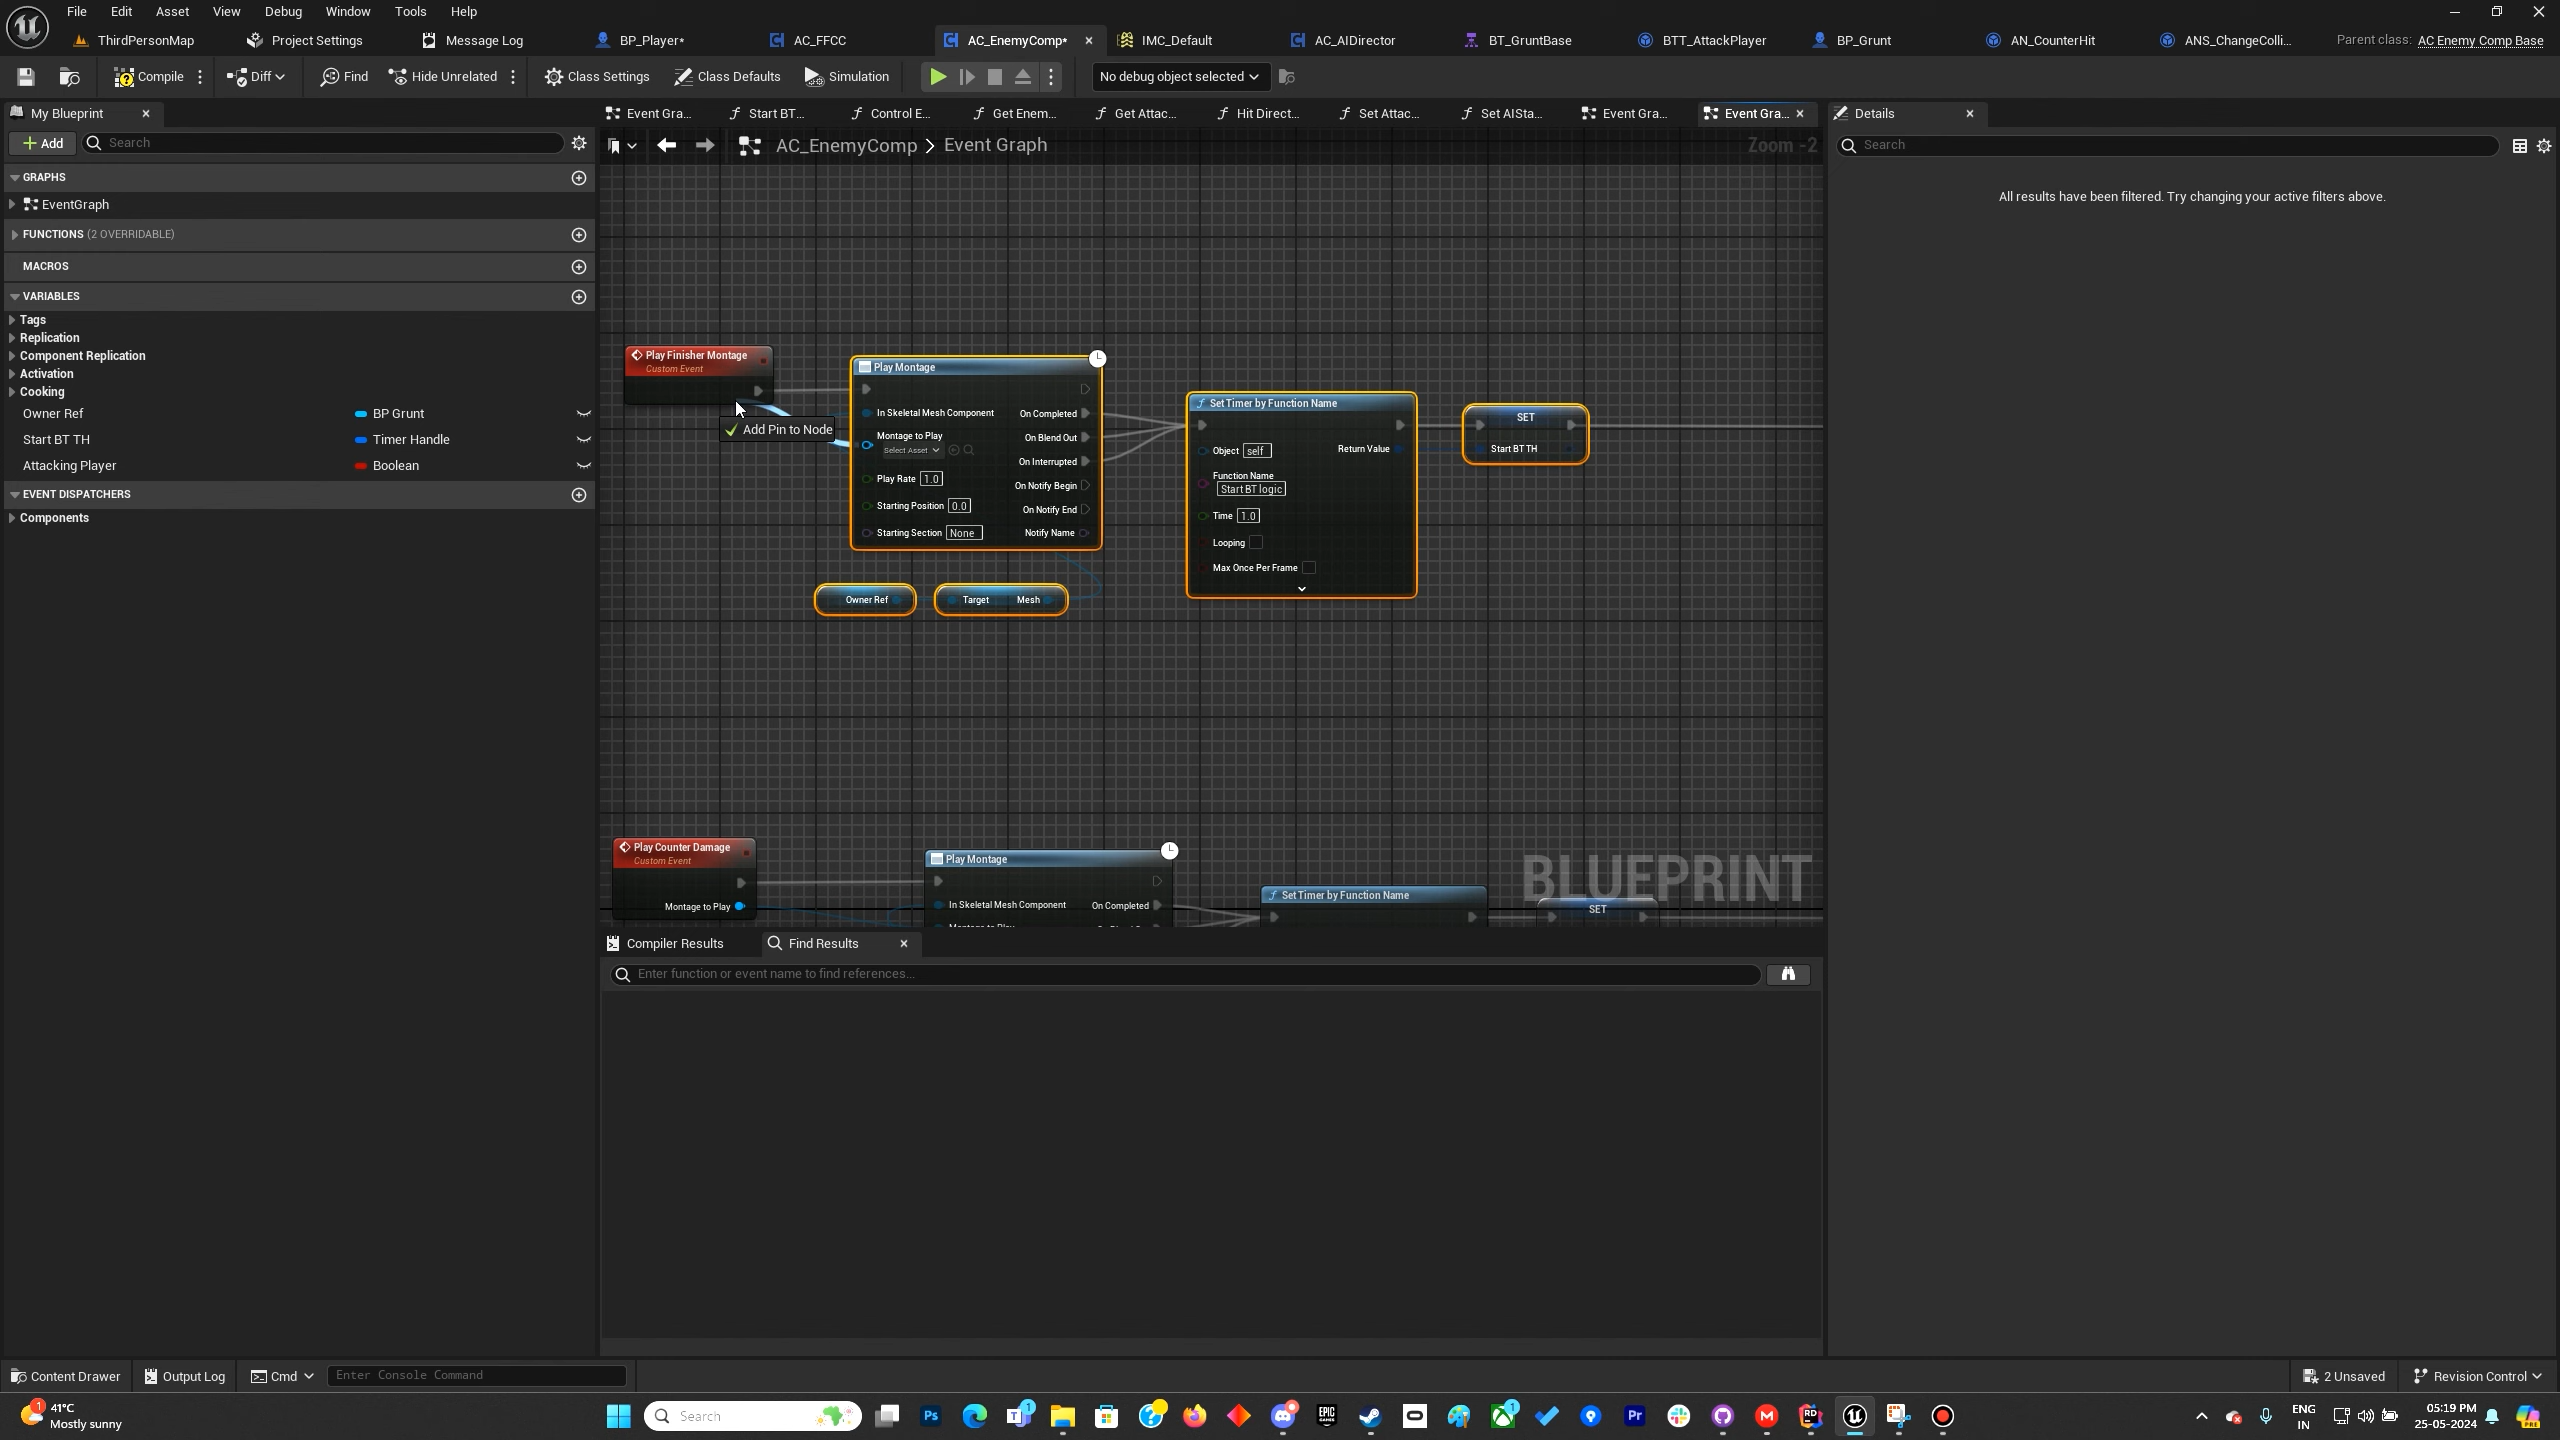 File Edit Asset View Debug Window Tools Help
ThirdPersonMap Project Settings Message Log BP_Player* AC_FFCC AC_EnemyComp* IMC_Default AC_AIDirector BT_GruntBase BTT_AttackPlayer BP_Grunt AN_CounterHit ANS_ChangeColli... Parent class: AC Enemy Comp Base
Compile Diff Find Hide Unrelated Class Settings Class Defaults Simulation No debug object selected
My Blueprint
Event Gra... Start BT... Control E... Get Enem... Get Attac... Hit Direct... Set Attac... Set AISta... Event Gra... Event Gra...
Details
Add Search
AC_EnemyComp > Event Graph
Zoom -2
Search
All results have been filtered. Try changing your active filters above.
GRAPHS
EventGraph
FUNCTIONS (2 OVERRIDABLE)
MACROS
VARIABLES
Tags
Replication
Component Replication
Activation
Cooking
Owner Ref BP Grunt
Start BT TH Timer Handle
Attacking Player Boolean
EVENT DISPATCHERS
Components
Play Finisher Montage
Custom Event
Add Pin to Node
Play Montage
In Skeletal Mesh Component On Completed
Montage to Play On Blend Out
Select Asset
On Interrupted
Play Rate 1.0 On Notify Begin
Starting Position 0.0 On Notify End
Starting Section None Notify Name
Owner Ref Target Mesh
Set Timer by Function Name
Object self Return Value
Function Name
Start BT logic
Time 1.0
Looping
Max Once Per Frame
SET
Start BT TH
Play Counter Damage
Custom Event
Montage to Play
Play Montage
In Skeletal Mesh Component On Completed
Set Timer by Function Name
SET
BLUEPRINT
Compiler Results Find Results
Enter function or event name to find references...
Content Drawer Output Log Cmd Enter Console Command 2 Unsaved Revision Control
1
41°C
Mostly sunny
Search
ENG
IN
05:19 PM
25-05-2024